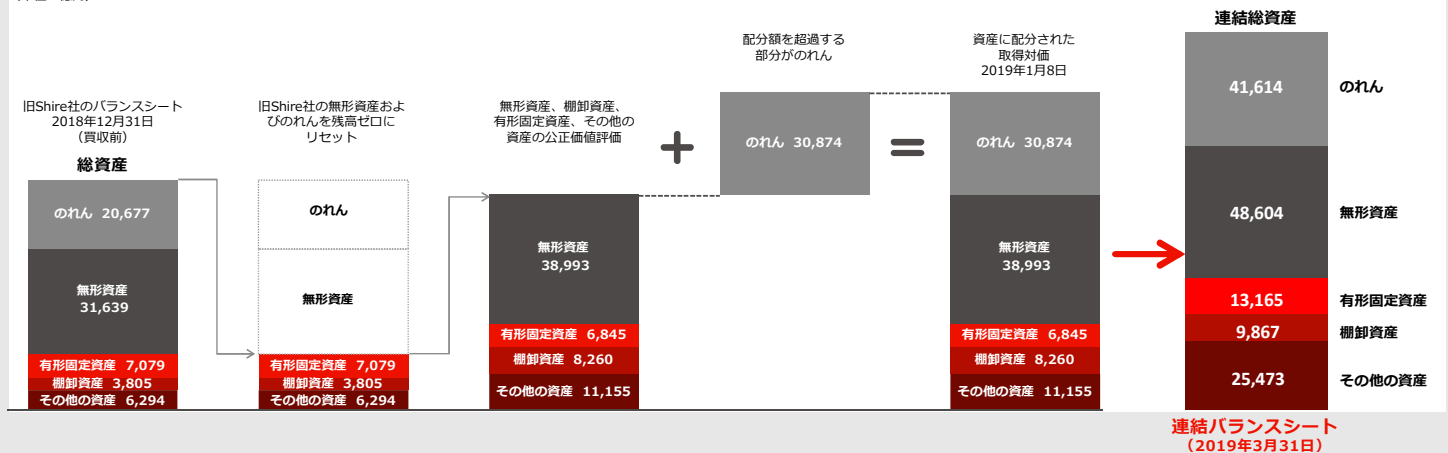 旧Shire社のバランスシート
2018年12月31日
（買収前）
総資産
のれん 20,677
無形資産
31,639
有形固定資産 7,079
棚卸資産 3,805
その他の資産 6,294
旧Shire社の無形資産およ
びのれんを残高ゼロに
リセット
のれん
無形資産
有形固定資産 7,079
棚卸資産 3,805
その他の資産 6,294
無形資産、棚卸資産、
有形固定資産、その他の
資産の公正価値評価
無形資産
38,993
有形固定資産 6,845
棚卸資産 8,260
その他の資産 11,155
+
配分額を超過する
部分がのれん
のれん 30,874
=
資産に配分された
取得対価
2019年1月8日
のれん 30,874
無形資産
38,993
有形固定資産 6,845
棚卸資産 8,260
その他の資産 11,155
連結総資産
41,614 のれん
48,604 無形資産
13,165 有形固定資産
9,867 棚卸資産
25,473 その他の資産
連結バランスシート
（2019年3月31日）